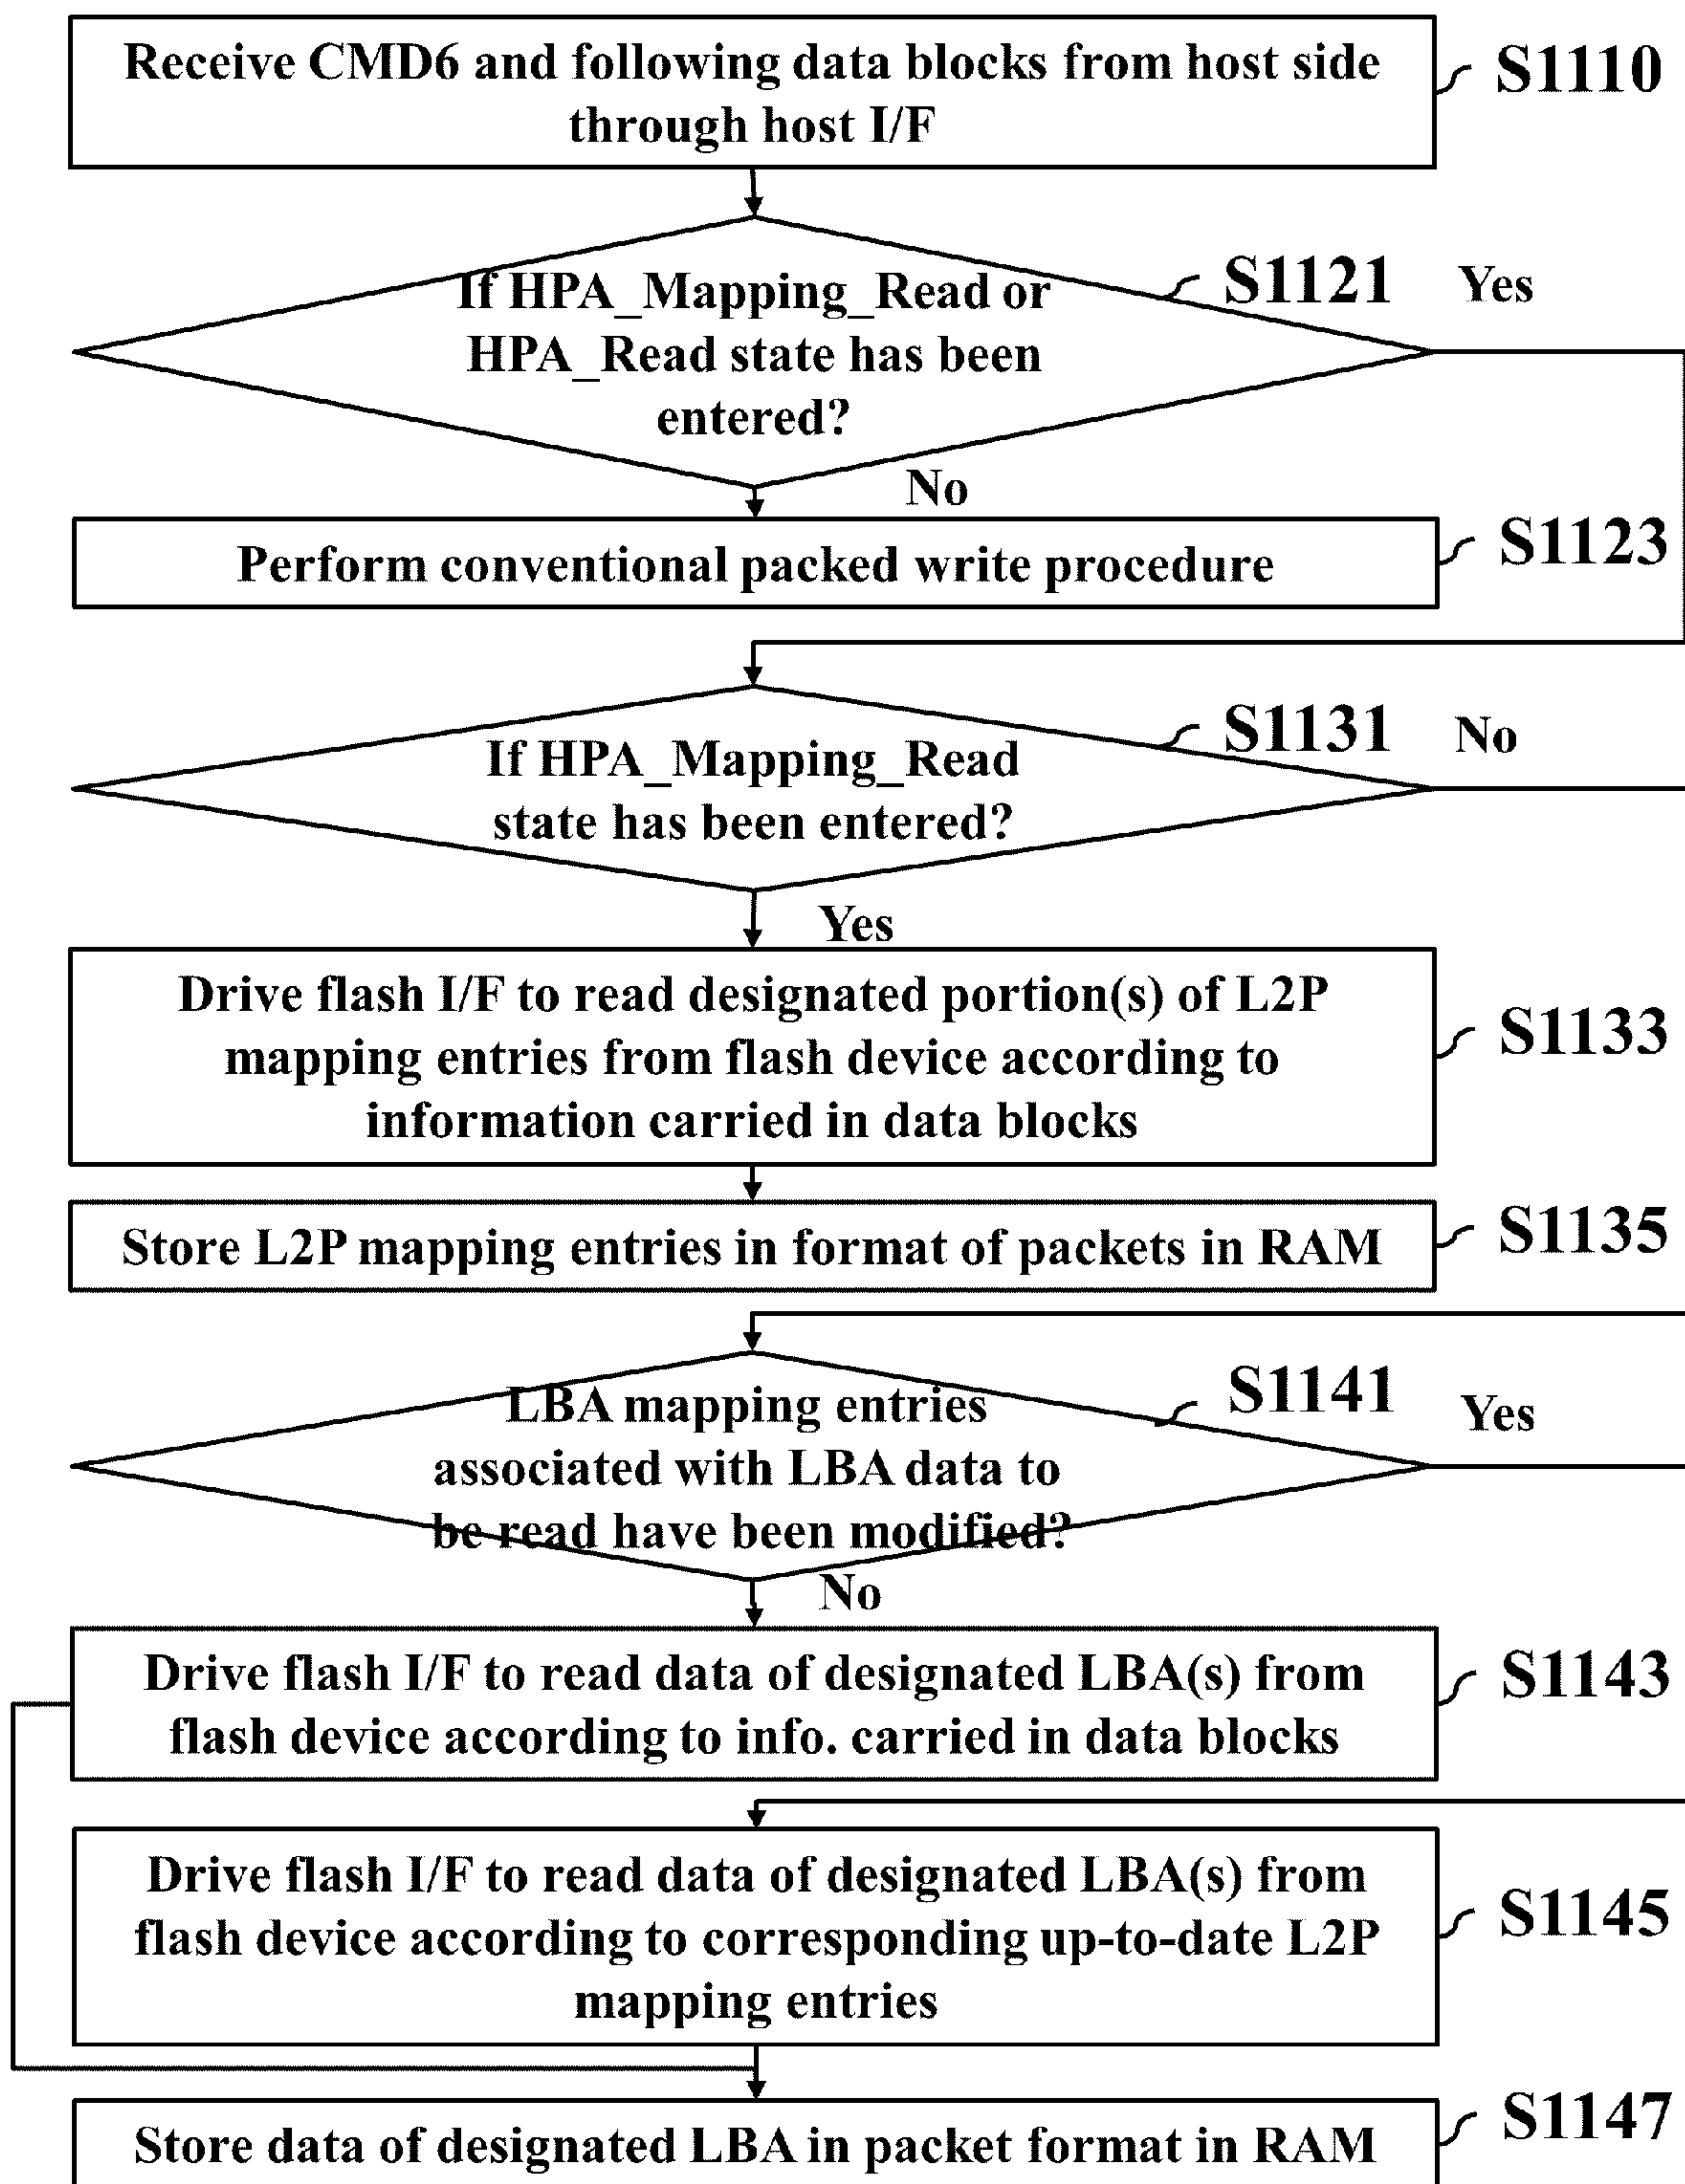 Receive CMD6 and following data blocks from host side
through host I/F
S1110
If HPA_Mapping_Read or
HPA_Read state has been
entered?
S1121
Yes
No
Perform conventional packed write procedure
S1123
If HPA_Mapping_Read
state has been entered?
S1131
No
Yes
Drive flash I/F to read designated portion(s) of L2P
mapping entries from flash device according to
information carried in data blocks
S1133
Store L2P mapping entries in format of packets in RAM
S1135
LBA mapping entries
associated with LBA data to
be read have been modified?
S1141
Yes
No
Drive flash I/F to read data of designated LBA(s) from
flash device according to info. carried in data blocks
S1143
Drive flash I/F to read data of designated LBA(s) from
flash device according to corresponding up-to-date L2P
mapping entries
S1145
Store data of designated LBA in packet format in RAM
S1147